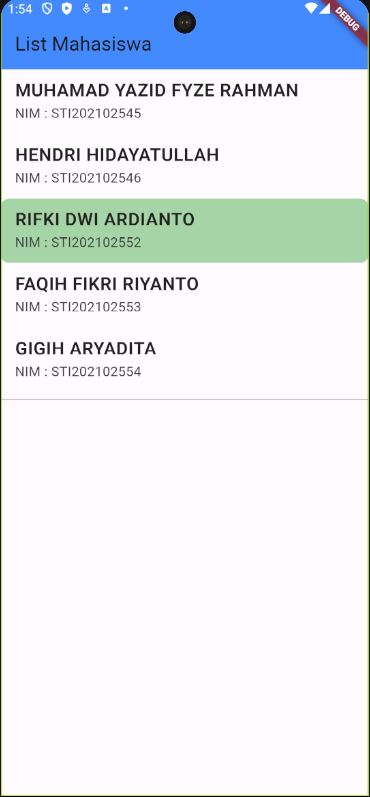 1:54
DEBUG
List Mahasiswa
MUHAMAD YAZID FYZE RAHMAN
NIM : STI202102545
HENDRI HIDAYATULLAH
NIM : STI202102546
RIFKI DWI ARDIANTO
NIM : STI202102552
FAQIH FIKRI RIYANTO
NIM : STI202102553
GIGIH ARYADITA
NIM : STI202102554